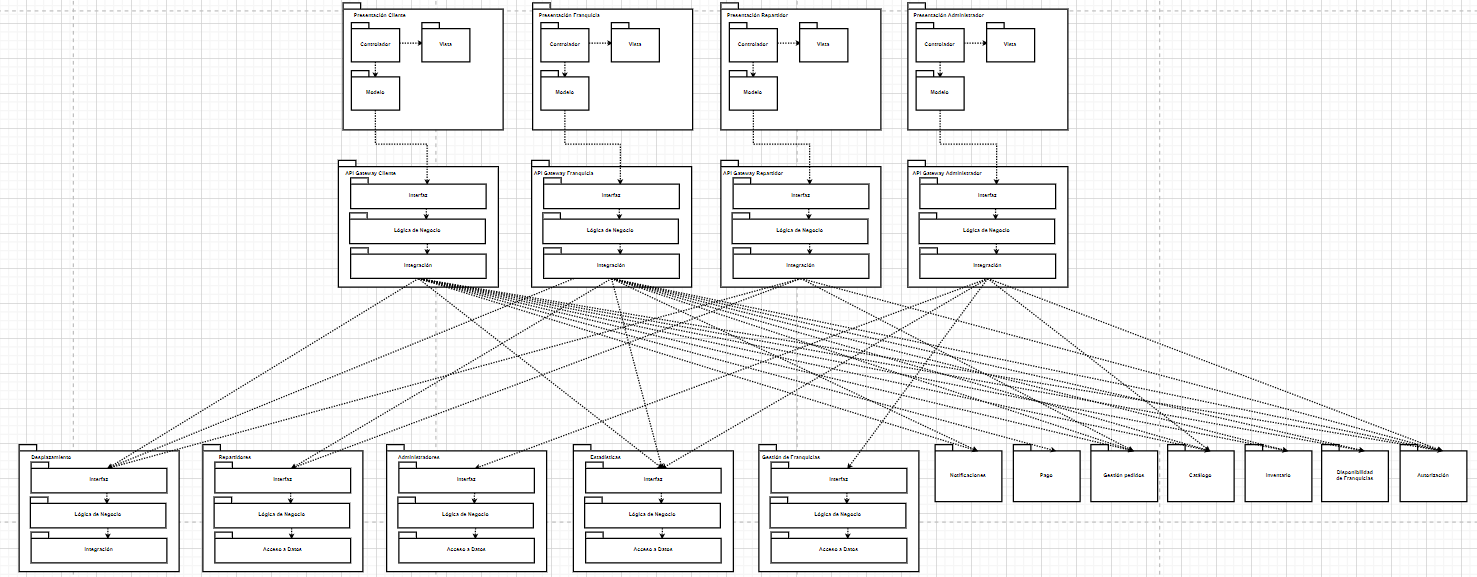 Presentación Cliente
Presentación Franquicia
Presentación Repartidor
Presentación Administrador
Controlador
Vista
Controlador
Vista
Controlador
Vista
Controlador
Vista
Modelo
Modelo
Modelo
Modelo
API Gateway Cliente
API Gateway Franquicia
API Gateway Repartidor
API Gateway Administrador
Interfaz
Interfaz
Interfaz
Interfaz
Lógica de Negocio
Lógica de Negocio
Lógica de Negocio
Lógica de Negocio
Integración
Integración
Integración
Integración
Desplazamiento
Repartidores
Administradores
Estadísticas
Gestión de Franquicias
Interfaz
Interfaz
Interfaz
Interfaz
Interfaz
Notificaciones
Pago
Gestión pedidos
Catálogo
Inventario
Disponibilidad
de Franquicias
Autorización
Lógica de Negocio
Lógica de Negocio
Lógica de Negocio
Lógica de Negocio
Lógica de Negocio
Integración
Acceso a Datos
Acceso a Datos
Acceso a Datos
Acceso a Datos